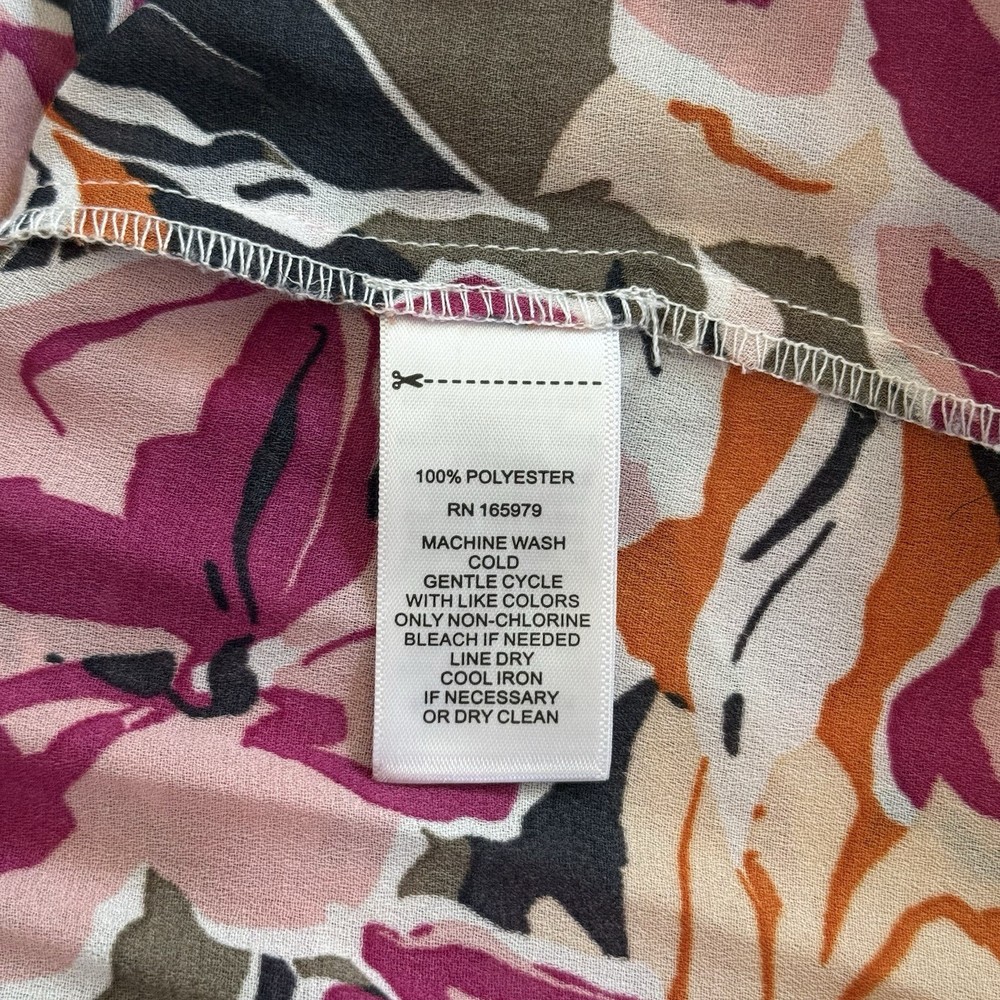 100% POLYESTER
RN 165979
MACHINE WASH
COLD
GENTLE CYCLE
WITH LIKE COLORS
ONLY NON-CHLORINE
BLEACH IF NEEDED
LINE DRY
COOL IRON
IF NECESSARY
OR DRY CLEAN